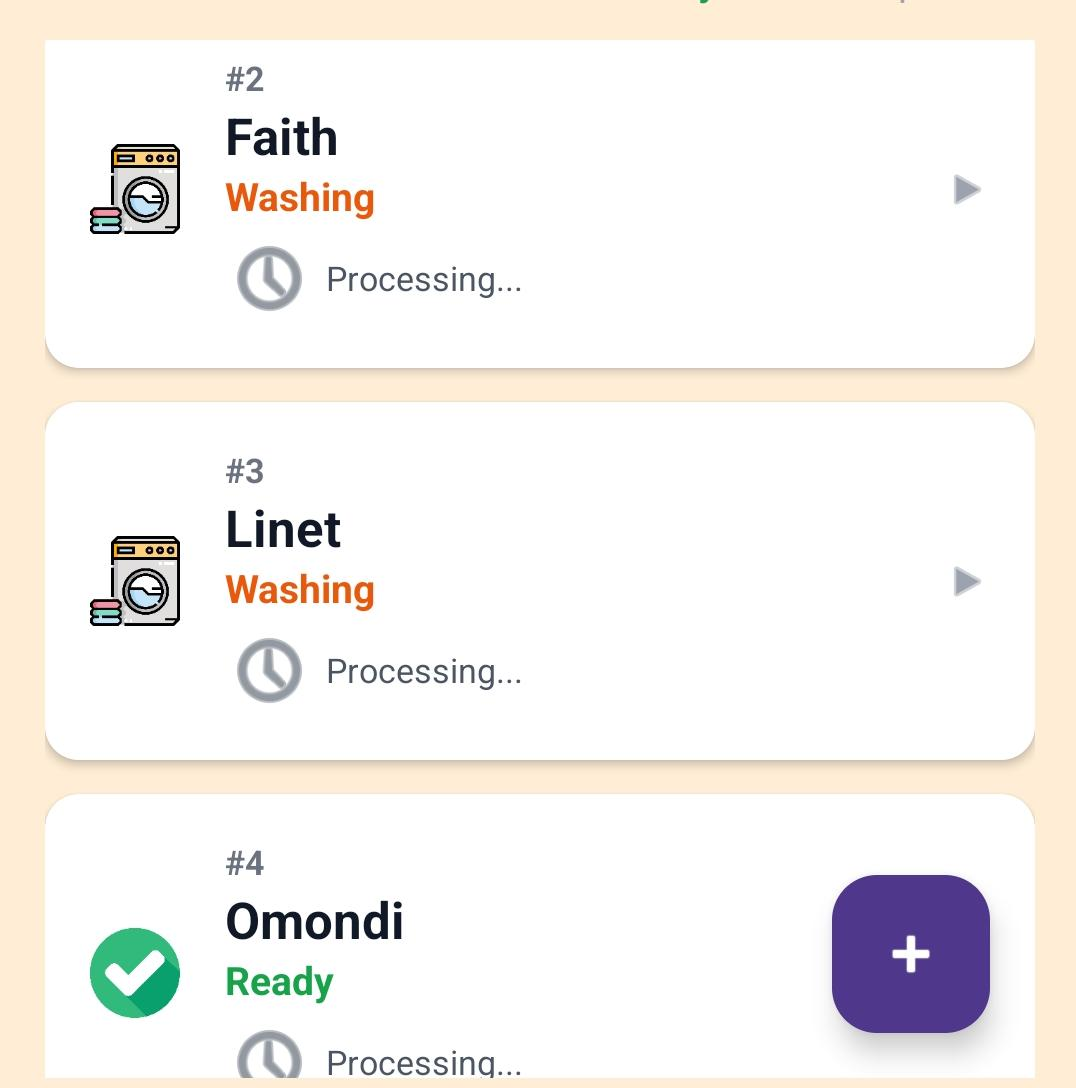 #2
Faith
Washing
Processing...
#3
Linet
Washing
Processing...
#4
Omondi
Ready
Processing...